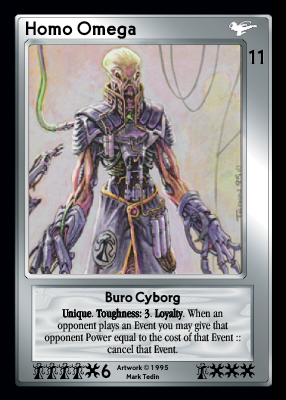 Homo Omega
11
Buro Cyborg
Unique. Toughness: 3. Loyalty. When an
opponent plays an Event you may give that
opponent Power equal to the cost of that Event ::
cancel that Event.
6
Artwork © 1995
Mark Tedin